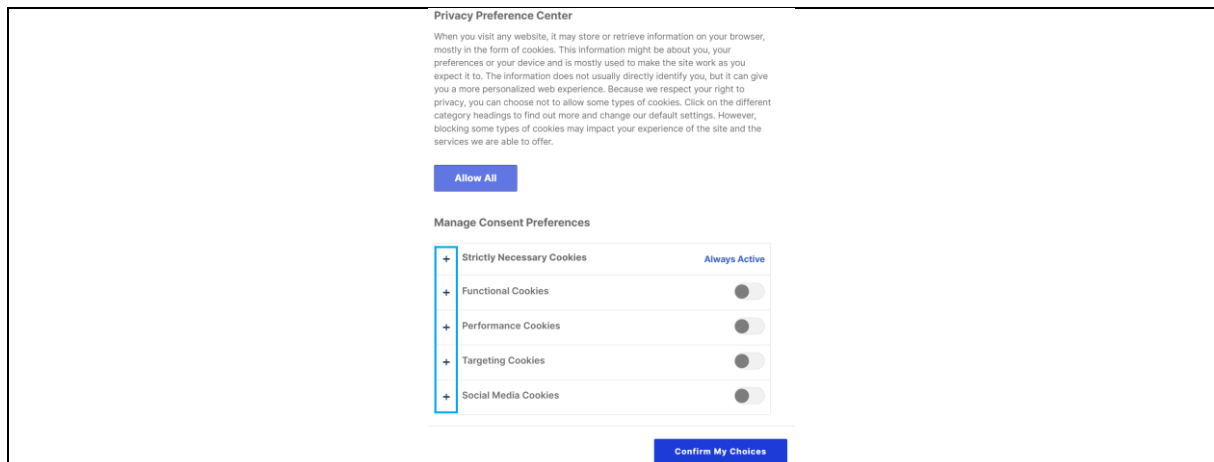 Privacy Preference Center
When you visit any website, it may store or retrieve information on your browser,
mostly in the form of cookies. This information might be about you, your
preferences or your device and is mostly used to make the site work as you
expect it to. The information does not usually directly identify you, but it can give
you a more personalized web experience. Because we respect your right to
privacy, you can choose not to allow some types of cookies. Click on the different
category headings to find out more and change our default settings. However,
blocking some types of cookies may impact your experience of the site and the
services we are able to offer.
Allow All
Manage Consent Preferences
+ Strictly Necessary Cookies Always Active
+ Functional Cookies
+ Performance Cookies
+ Targeting Cookies
+ Social Media Cookies
Confirm My Choices